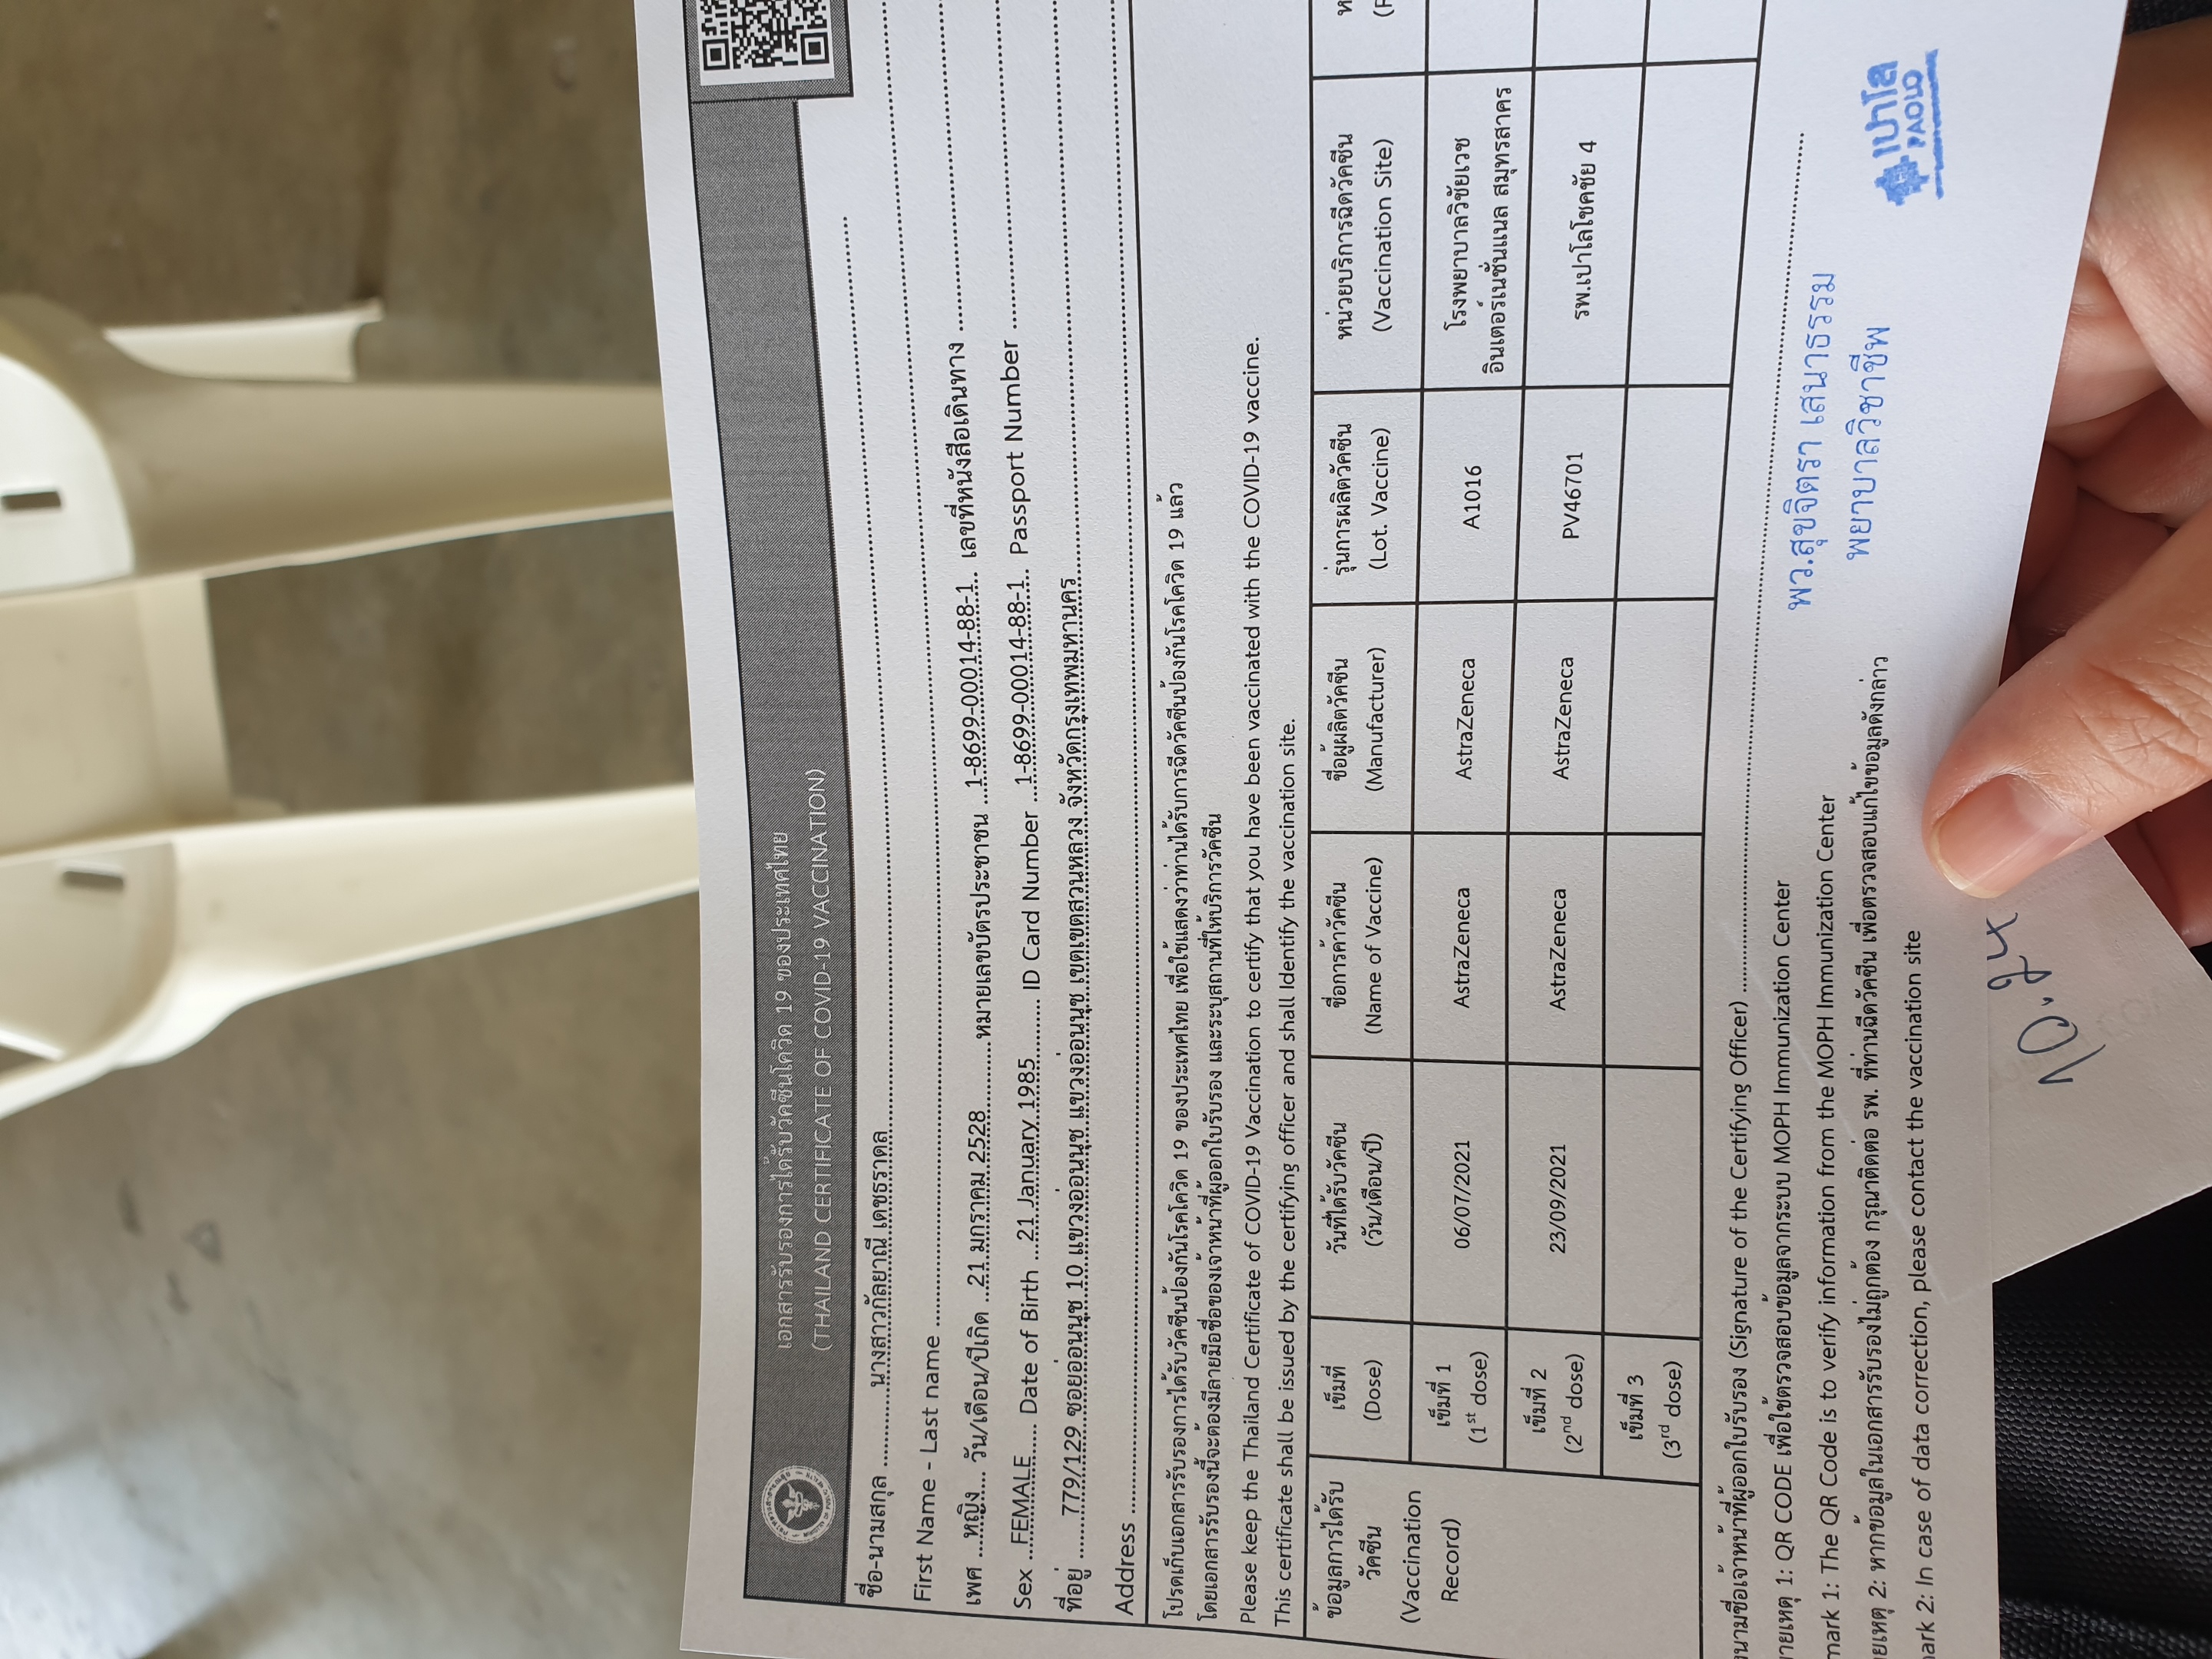 เอกสารรับรองการได้รับวัคซีนโควิด 19 ของประเทศไทย
(THAILAND CERTIFICATE OF COVID-19 VACCINATION)
ชื่อ-นามสกุล นางสาวกัลยาณี เดชธราดล
First Name - Last name
เพศ หญิง วัน/เดือน/ปีเกิด 21 มกราคม 2528 หมายเลขบัตรประชาชน 1-8699-00014-88-1 เลขที่หนังสือเดินทาง
Sex FEMALE Date of Birth 21 January 1985 ID Card Number 1-8699-00014-88-1 Passport Number
ที่อยู่ 779/129 ซอยอ่อนนุช 10 แขวงอ่อนนุช แขวงอ่อนนุช เขตเขตสวนหลวง จังหวัดกรุงเทพมหานคร
Address
โปรดเก็บเอกสารรับรองการได้รับวัคซีนป้องกันโรคโควิด 19 ของประเทศไทย เพื่อใช้แสดงว่าท่านได้รับการฉีดวัคซีนป้องกันโรคโควิด 19 แล้ว
โดยเอกสารรับรองนี้จะต้องมีลายมือชื่อของเจ้าหน้าที่ผู้ออกใบรับรอง และระบุสถานที่ให้บริการวัคซีน
Please keep the Thailand Certificate of COVID-19 Vaccination to certify that you have been vaccinated with the COVID-19 vaccine.
This certificate shall be issued by the certifying officer and shall Identify the vaccination site.
ข้อมูลการได้รับ
วัคซีน
(Vaccination
Record)
เข็มที่
(Dose)
วันที่ได้รับวัคซีน
(วัน/เดือน/ปี)
ชื่อการค้าวัคซีน
(Name of Vaccine)
ชื่อผู้ผลิตวัคซีน
(Manufacturer)
รุ่นการผลิตวัคซีน
(Lot. Vaccine)
หน่วยบริการฉีดวัคซีน
(Vaccination Site)
เข็มที่ 1
(1st dose)
06/07/2021
AstraZeneca
AstraZeneca
A1016
โรงพยาบาลวิชัยเวช
อินเตอร์เนชั่นแนล สมุทรสาคร
เข็มที่ 2
(2nd dose)
23/09/2021
AstraZeneca
AstraZeneca
PV46701
รพ.เปาโลโชคชัย 4
เข็มที่ 3
(3rd dose)
นามชื่อเจ้าหน้าที่ผู้ออกใบรับรอง (Signature of the Certifying Officer)
ายเหตุ 1: QR CODE เพื่อใช้ตรวจสอบข้อมูลจากระบบ MOPH Immunization Center
mark 1: The QR Code is to verify information from the MOPH Immunization Center
ยเหตุ 2: หากข้อมูลในเอกสารรับรองไม่ถูกต้อง กรุณาติดต่อ รพ. ที่ท่านฉีดวัคซีน เพื่อตรวจสอบแก้ไขข้อมูลดังกล่าว
ark 2: In case of data correction, please contact the vaccination site
พว.สุขจิตรา เสนาธรรม
พยาบาลวิชาชีพ
เปาโล
PAOLO
10.24